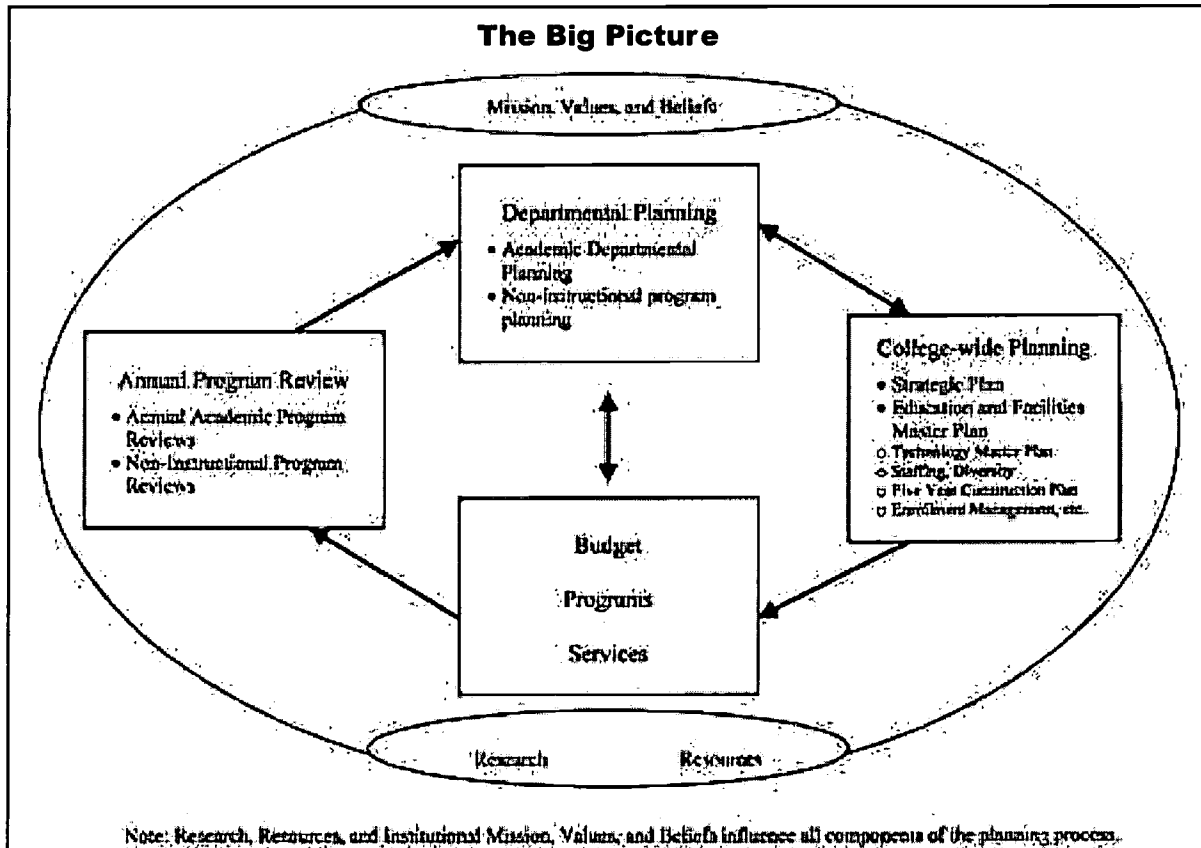 The Big Picture
Mission, Values, and Beliefs
Departmental Planning
• Academic Departmental
Planning
• Non-instructional program
planning
Annual Program Review
• Annual Academic Program
Reviews
• Non-Instructional Program
Reviews
College-wide Planning
• Strategic Plan
• Education and Facilities
Master Plan
o Technology Master Plan
o Staffing, Diversity
o Five Year Construction Plan
o Enrollment Management, etc.
Budget
Programs
Services
Research Resources
Note: Research, Resources, and Institutional Mission, Values, and Beliefs influence all components of the planning process.